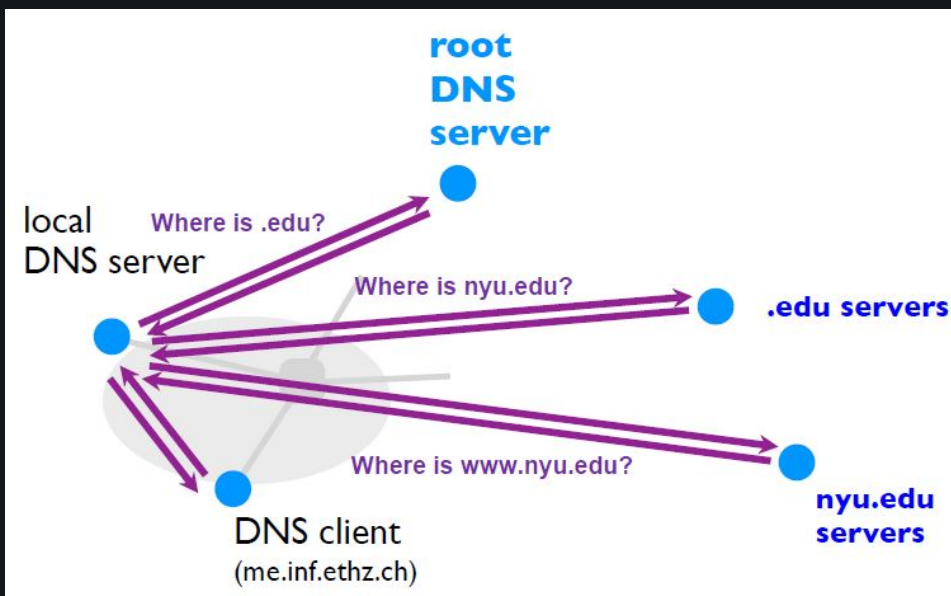 root
DNS
server
local
DNS server
Where is .edu?
Where is nyu.edu?
.edu servers
Where is www.nyu.edu?
nyu.edu
servers
DNS client
(me.inf.ethz.ch)